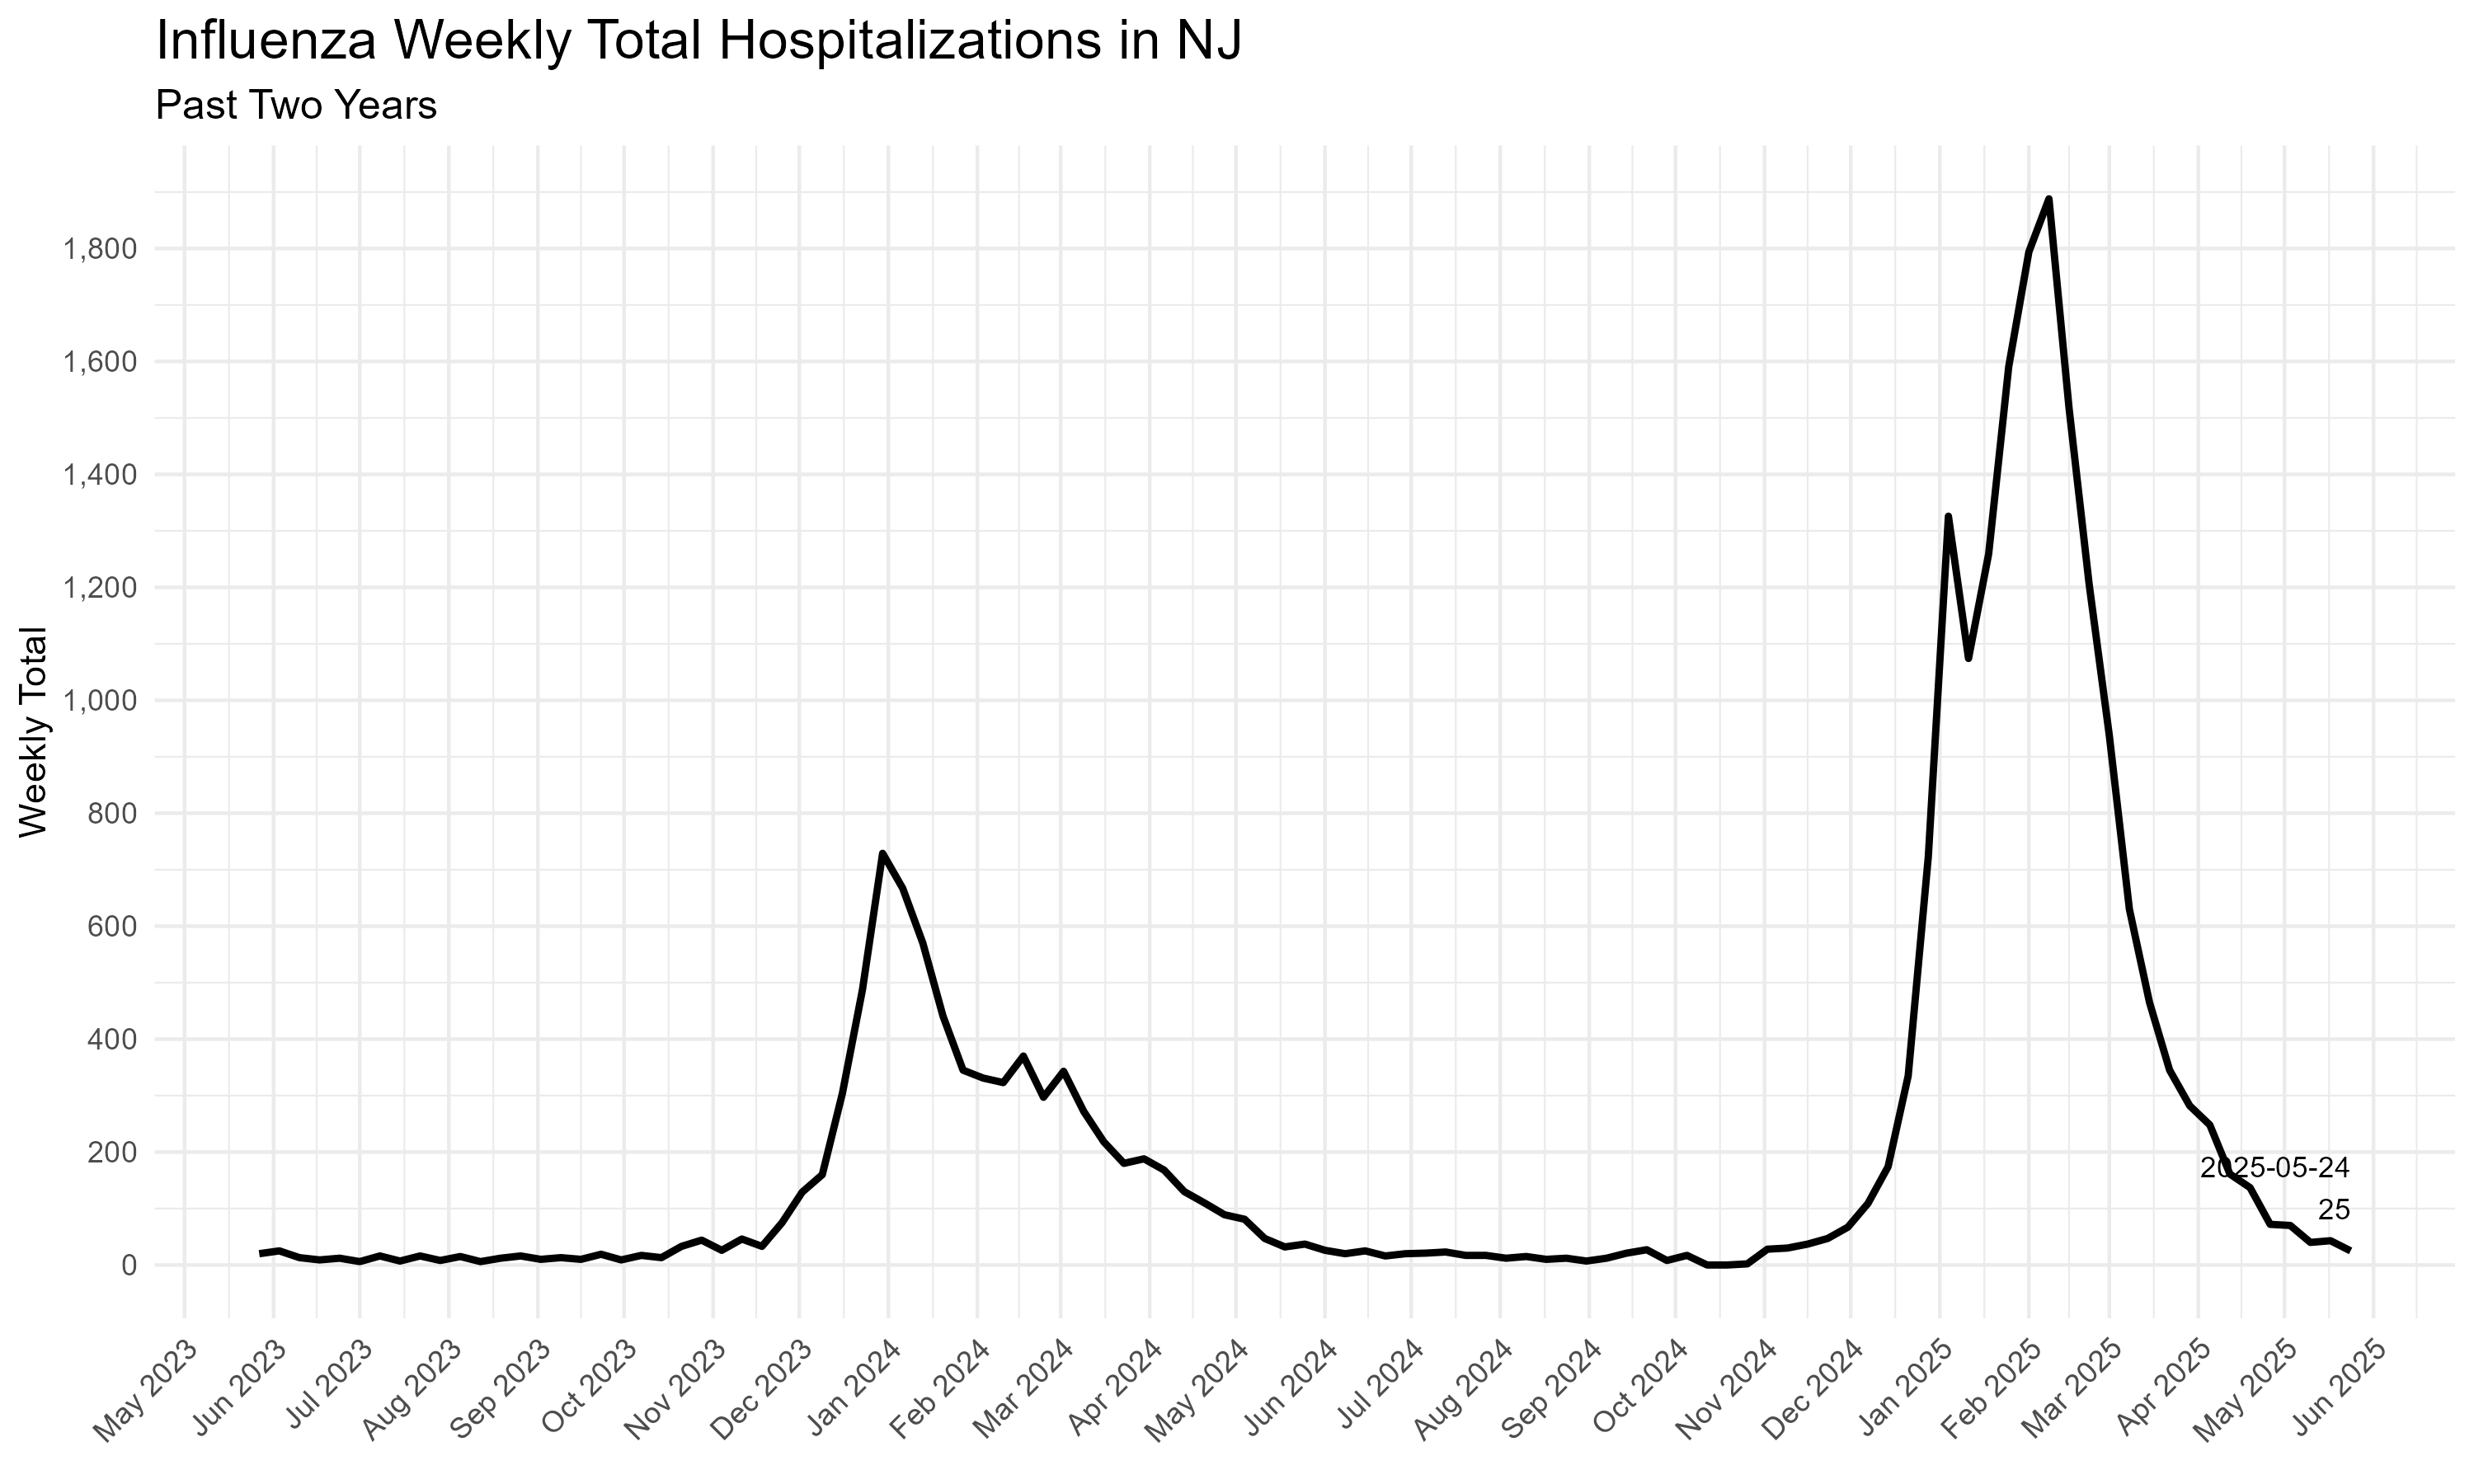 Influenza Weekly Total Hospitalizations in NJ
Past Two Years
Weekly Total
1,800
1,600
1,400
1,200
1,000
800
600
400
200
0
2025-05-24
25
May 2023
Jun 2023
Jul 2023
Aug 2023
Sep 2023
Oct 2023
Nov 2023
Dec 2023
Jan 2024
Feb 2024
Mar 2024
Apr 2024
May 2024
Jun 2024
Jul 2024
Aug 2024
Sep 2024
Oct 2024
Nov 2024
Dec 2024
Jan 2025
Feb 2025
Mar 2025
Apr 2025
May 2025
Jun 2025